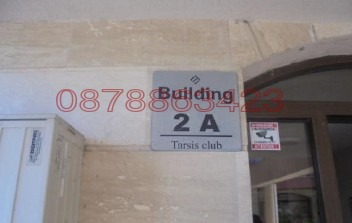 Building
0878863423
2 A
Tarsis club